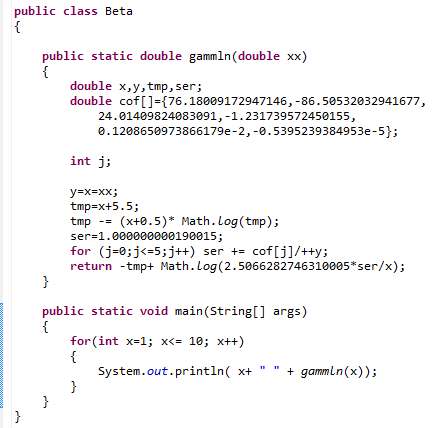 public class Beta
{
public static double gammln(double xx)
{
double x,y,tmp,ser;
double cof[]={76.18009172947146,-86.50532032941677,
24.01409824083091,-1.231739572450155,
0.1208650973866179e-2,-0.5395239384953e-5};
int j;
y=x=xx;
tmp=x+5.5;
tmp -= (x+0.5)* Math.log(tmp);
ser=1.000000000190015;
for (j=0;j<=5;j++) ser += cof[j]/++y;
return -tmp+ Math.log(2.5066282746310005*ser/x);
}
public static void main(String[] args)
{
for(int x=1; x<= 10; x++)
{
System.out.println( x+ " " + gammln(x));
}
}
}